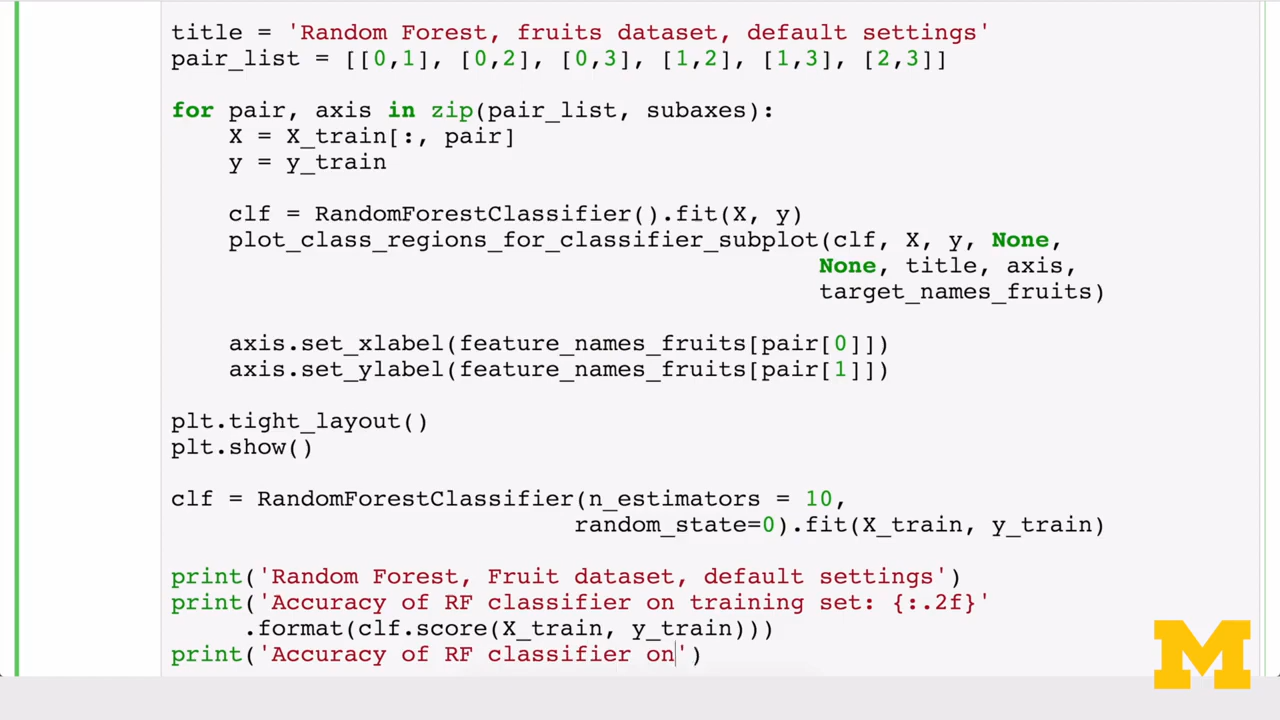 title = 'Random Forest, fruits dataset, default settings'
pair_list = [[0,1], [0,2], [0,3], [1,2], [1,3], [2,3]]
for pair, axis in zip(pair_list, subaxes):
    X = X_train[:, pair]
    y = y_train
    clf = RandomForestClassifier().fit(X, y)
    plot_class_regions_for_classifier_subplot(clf, X, y, None,
                                             None, title, axis,
                                             target_names_fruits)
    axis.set_xlabel(feature_names_fruits[pair[0]])
    axis.set_ylabel(feature_names_fruits[pair[1]])
plt.tight_layout()
plt.show()
clf = RandomForestClassifier(n_estimators = 10,
                            random_state=0).fit(X_train, y_train)
print('Random Forest, Fruit dataset, default settings')
print('Accuracy of RF classifier on training set: {:.2f}'
     .format(clf.score(X_train, y_train)))
print('Accuracy of RF classifier on')
M